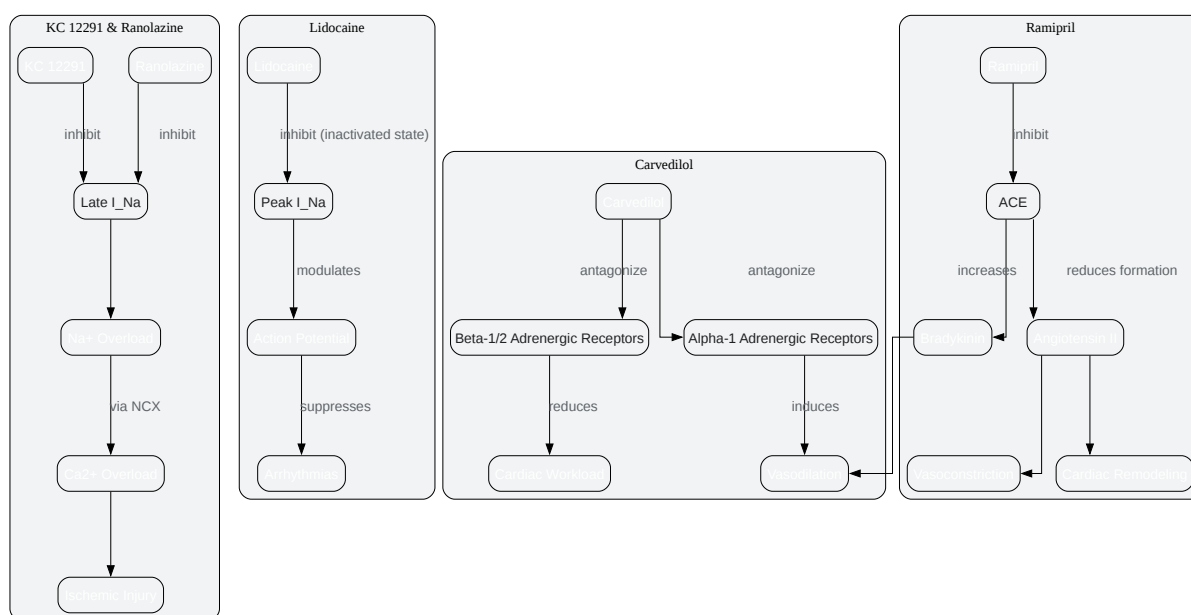 KC 12291 & Ranolazine
KC 12291
Ranolazine
inhibit
inhibit
Late I_Na
Na+ Overload
via NCX
Ca2+ Overload
Ischemic Injury
Lidocaine
Lidocaine
inhibit (inactivated state)
Peak I_Na
modulates
Action Potential
suppresses
Arrhythmias
Carvedilol
Carvedilol
antagonize
antagonize
Beta-1/2 Adrenergic Receptors
Alpha-1 Adrenergic Receptors
reduces
induces
Cardiac Workload
Vasodilation
Ramipril
Ramipril
inhibit
ACE
increases
reduces formation
Bradykinin
Angiotensin II
Vasoconstriction
Cardiac Remodeling